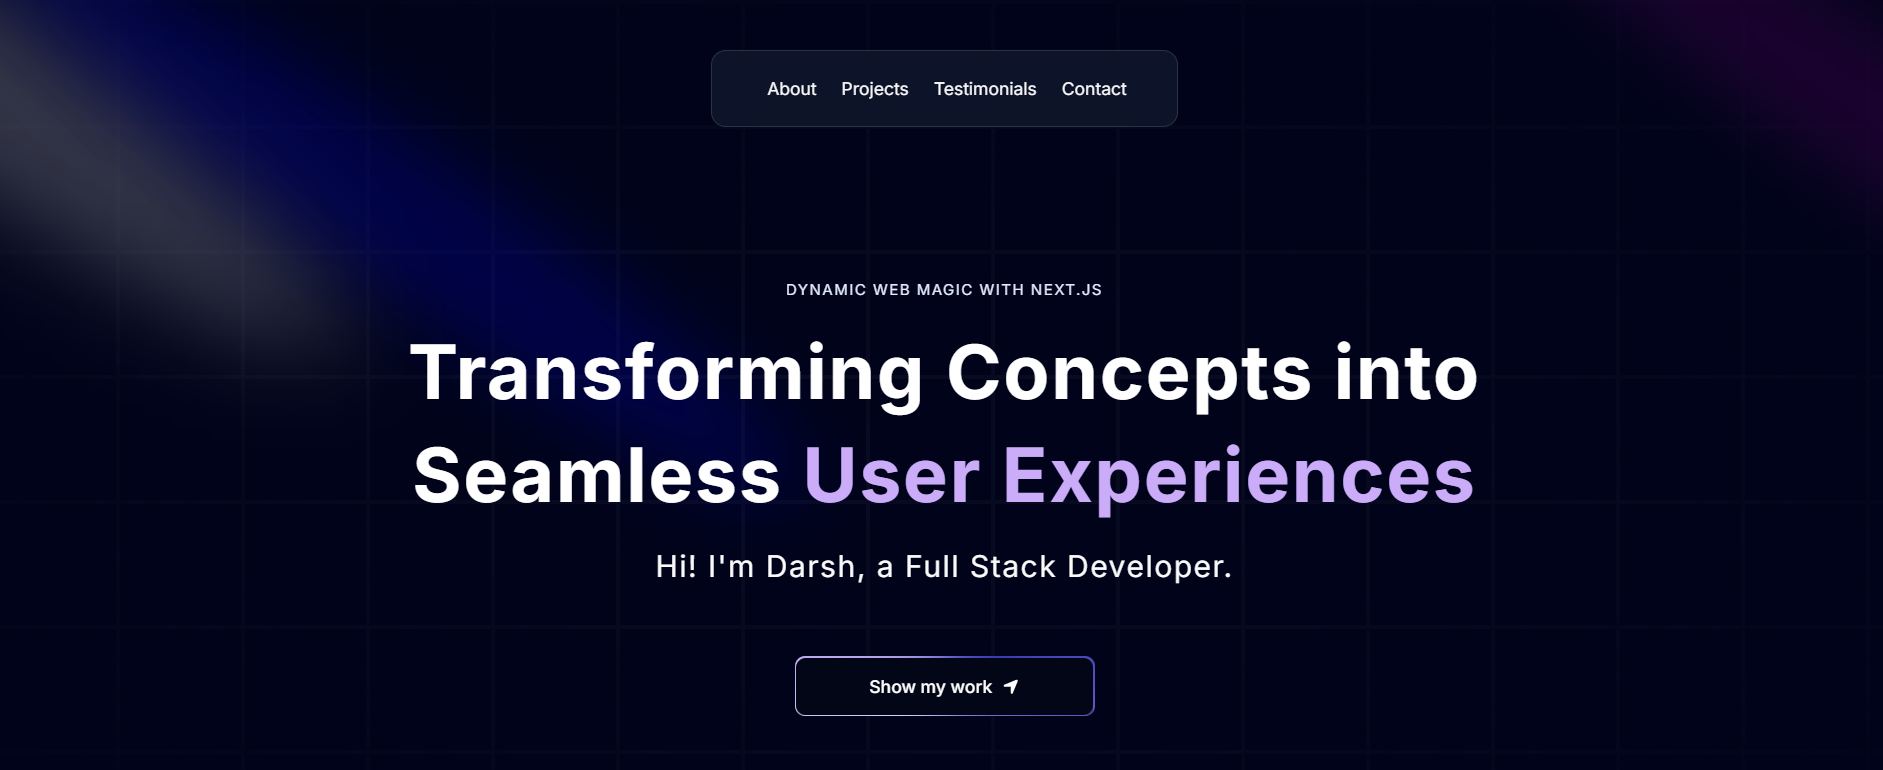 About Projects Testimonials Contact
DYNAMIC WEB MAGIC WITH NEXT.JS
Transforming Concepts into
Seamless User Experiences
Hi! I'm Darsh, a Full Stack Developer.
Show my work